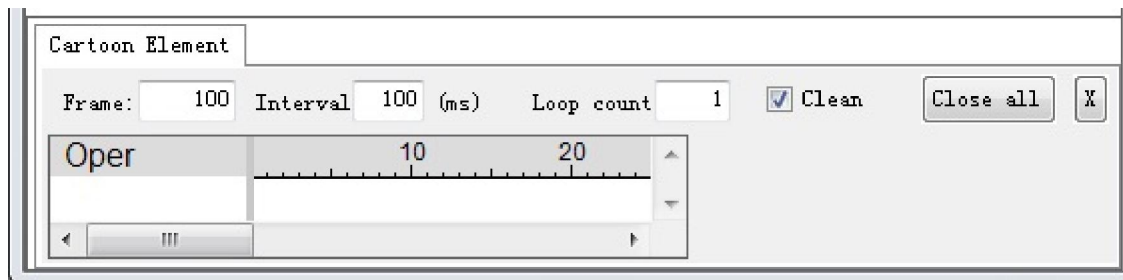 Cartoon Element
Frame: 100 Interval 100 (ms) Loop count 1 Clean Close all X
Oper 10 20